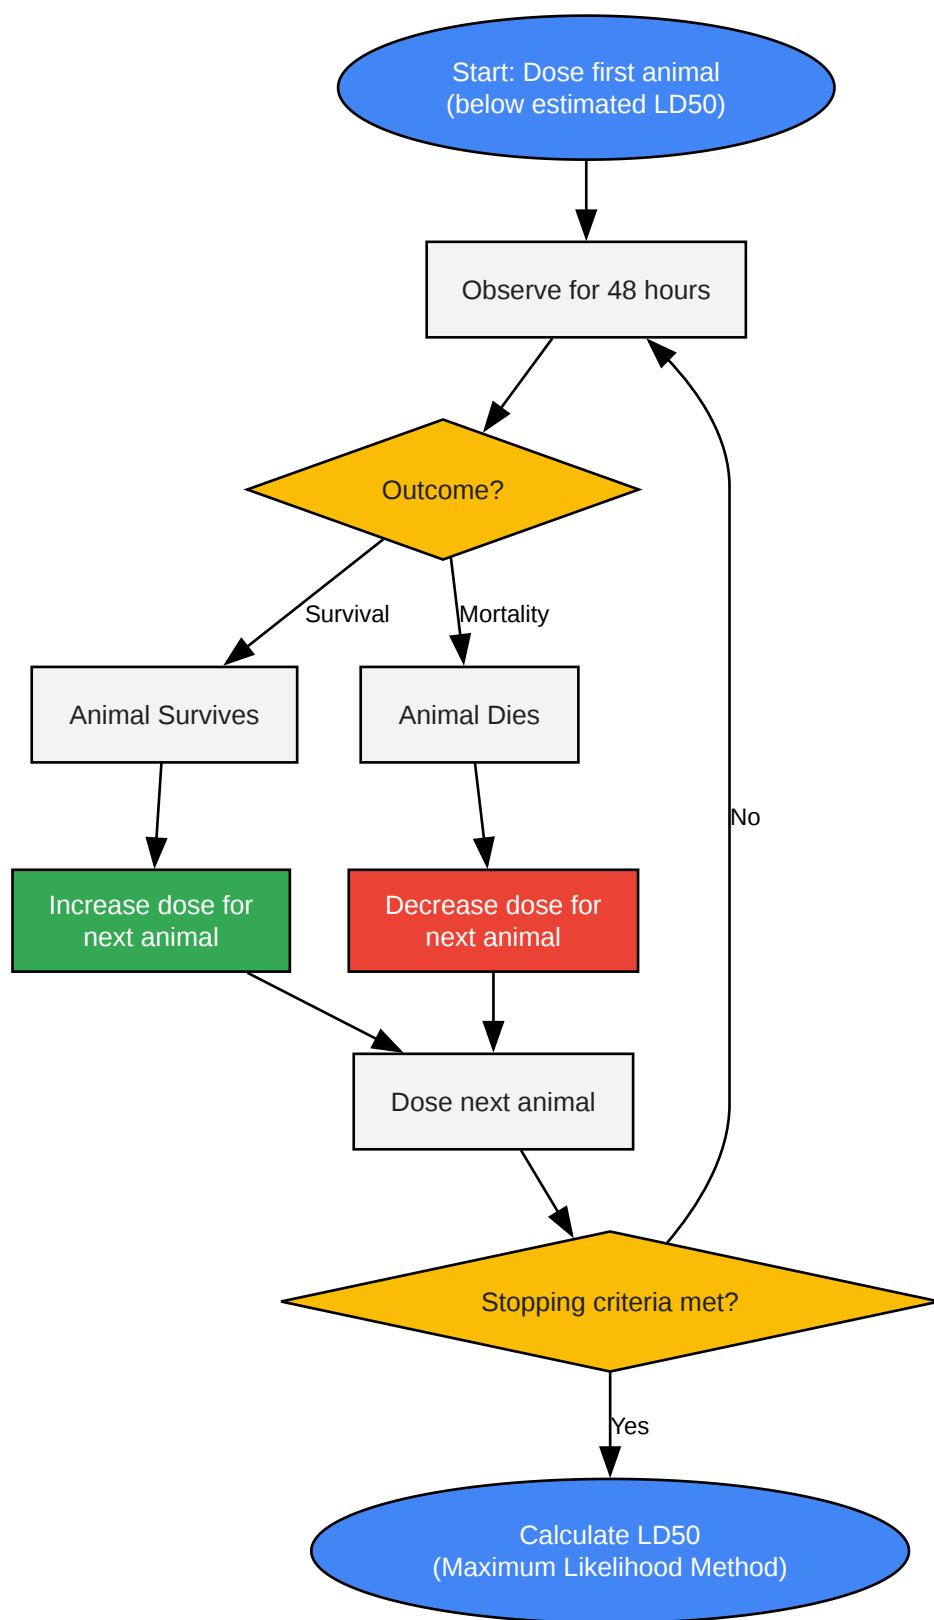 Start: Dose first animal
(below estimated LD50)
Observe for 48 hours
Outcome?
Survival
Mortality
Animal Survives
Animal Dies
No
Increase dose for
next animal
Decrease dose for
next animal
Dose next animal
Stopping criteria met?
Yes
Calculate LD50
(Maximum Likelihood Method)